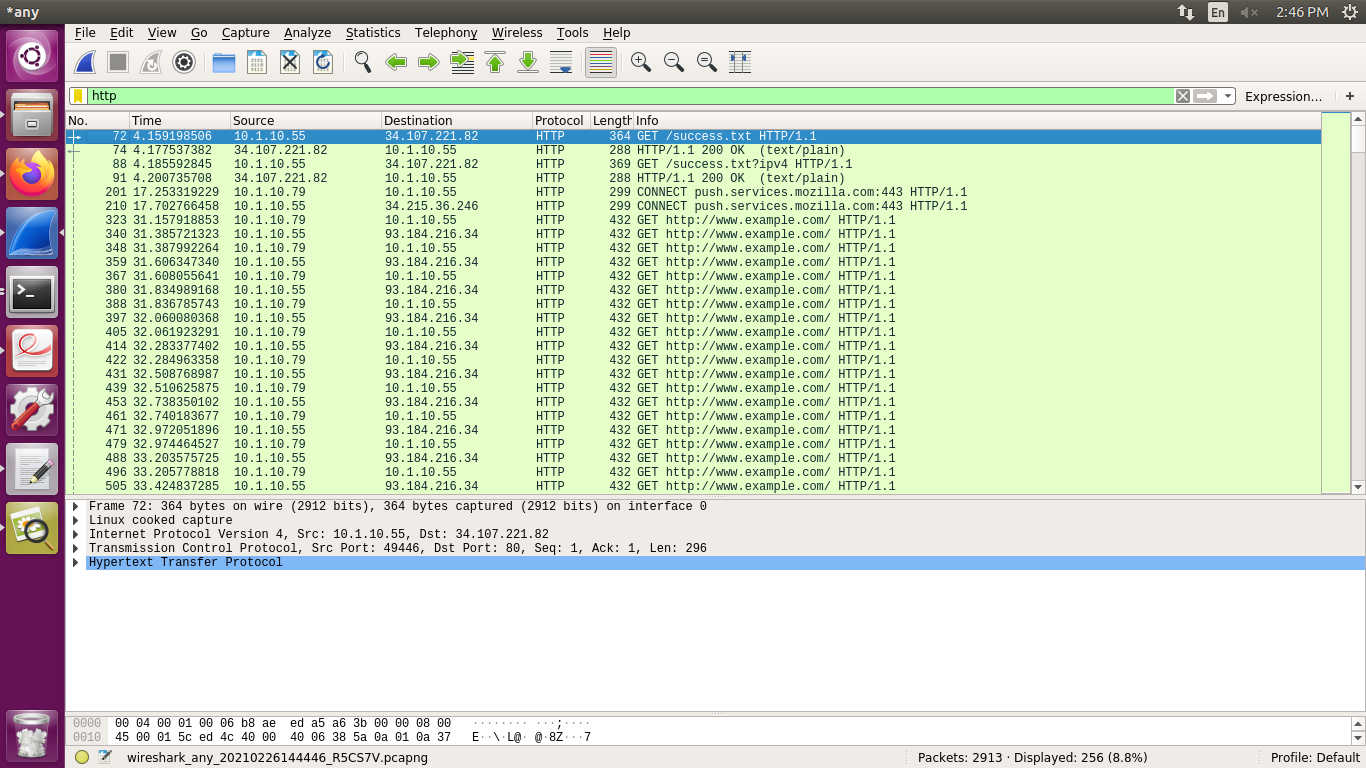 *any
En
2:46 PM
File Edit View Go Capture Analyze Statistics Telephony Wireless Tools Help
http
Expression…
+
No. Time Source Destination Protocol Length Info
72 4.159198506 10.1.10.55 34.107.221.82 HTTP 364 GET /success.txt HTTP/1.1
74 4.177537382 34.107.221.82 10.1.10.55 HTTP 288 HTTP/1.1 200 OK (text/plain)
88 4.185592845 10.1.10.55 34.107.221.82 HTTP 369 GET /success.txt?ipv4 HTTP/1.1
91 4.200735708 34.107.221.82 10.1.10.55 HTTP 288 HTTP/1.1 200 OK (text/plain)
201 17.253319229 10.1.10.79 10.1.10.55 HTTP 299 CONNECT push.services.mozilla.com:443 HTTP/1.1
210 17.702766458 10.1.10.55 34.215.36.246 HTTP 299 CONNECT push.services.mozilla.com:443 HTTP/1.1
323 31.157918853 10.1.10.79 10.1.10.55 HTTP 432 GET http://www.example.com/ HTTP/1.1
340 31.385721323 10.1.10.55 93.184.216.34 HTTP 432 GET http://www.example.com/ HTTP/1.1
348 31.387992264 10.1.10.79 10.1.10.55 HTTP 432 GET http://www.example.com/ HTTP/1.1
359 31.606347340 10.1.10.55 93.184.216.34 HTTP 432 GET http://www.example.com/ HTTP/1.1
367 31.608055641 10.1.10.79 10.1.10.55 HTTP 432 GET http://www.example.com/ HTTP/1.1
380 31.834989168 10.1.10.55 93.184.216.34 HTTP 432 GET http://www.example.com/ HTTP/1.1
388 31.836785743 10.1.10.79 10.1.10.55 HTTP 432 GET http://www.example.com/ HTTP/1.1
397 32.060080368 10.1.10.55 93.184.216.34 HTTP 432 GET http://www.example.com/ HTTP/1.1
405 32.061923291 10.1.10.79 10.1.10.55 HTTP 432 GET http://www.example.com/ HTTP/1.1
414 32.283377402 10.1.10.55 93.184.216.34 HTTP 432 GET http://www.example.com/ HTTP/1.1
422 32.284963358 10.1.10.79 10.1.10.55 HTTP 432 GET http://www.example.com/ HTTP/1.1
431 32.508768987 10.1.10.55 93.184.216.34 HTTP 432 GET http://www.example.com/ HTTP/1.1
439 32.510625875 10.1.10.79 10.1.10.55 HTTP 432 GET http://www.example.com/ HTTP/1.1
453 32.738350102 10.1.10.55 93.184.216.34 HTTP 432 GET http://www.example.com/ HTTP/1.1
461 32.740183677 10.1.10.79 10.1.10.55 HTTP 432 GET http://www.example.com/ HTTP/1.1
471 32.972051896 10.1.10.55 93.184.216.34 HTTP 432 GET http://www.example.com/ HTTP/1.1
479 32.974464527 10.1.10.79 10.1.10.55 HTTP 432 GET http://www.example.com/ HTTP/1.1
488 33.203575725 10.1.10.55 93.184.216.34 HTTP 432 GET http://www.example.com/ HTTP/1.1
496 33.205778818 10.1.10.79 10.1.10.55 HTTP 432 GET http://www.example.com/ HTTP/1.1
505 33.424837285 10.1.10.55 93.184.216.34 HTTP 432 GET http://www.example.com/ HTTP/1.1
Frame 72: 364 bytes on wire (2912 bits), 364 bytes captured (2912 bits) on interface 0
Linux cooked capture
Internet Protocol Version 4, Src: 10.1.10.55, Dst: 34.107.221.82
Transmission Control Protocol, Src Port: 49446, Dst Port: 80, Seq: 1, Ack: 1, Len: 296
Hypertext Transfer Protocol
0000 00 04 00 01 00 06 b8 ae ed a5 a6 3b 00 00 08 00 ········ ···;····
0010 45 00 01 5c ed 4c 40 00 40 06 38 5a 0a 01 0a 37 E··\·L@· @·8Z···7
wireshark_any_20210226144446_R5CS7V.pcapng
Packets: 2913 · Displayed: 256 (8.8%)
Profile: Default